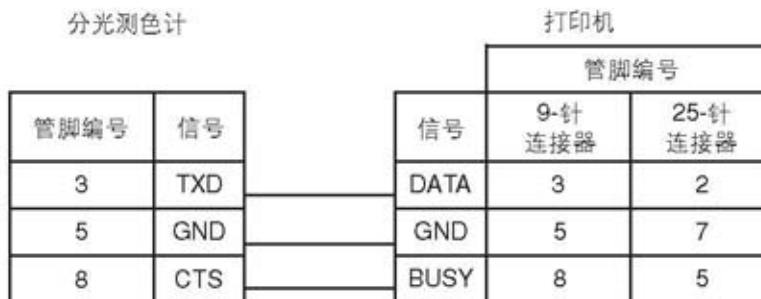 分光测色计 打印机
管脚编号
管脚编号 信号 信号 9-针 连接器 25-针 连接器
3 TXD DATA 3 2
5 GND GND 5 7
8 CTS BUSY 8 5